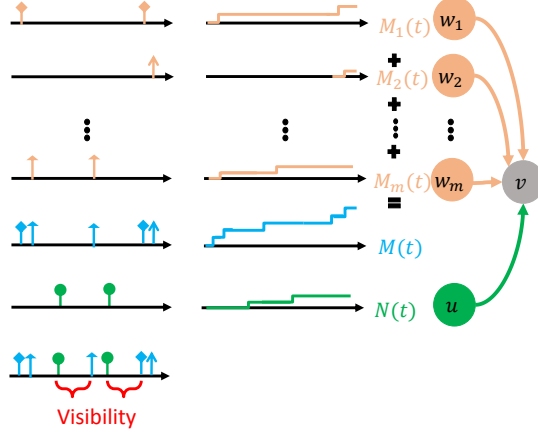 M₁(t) w₁
+
M₂(t) w₂
+
+
Mₘ(t) wₘ v
=
M(t)
N(t) u
Visibility